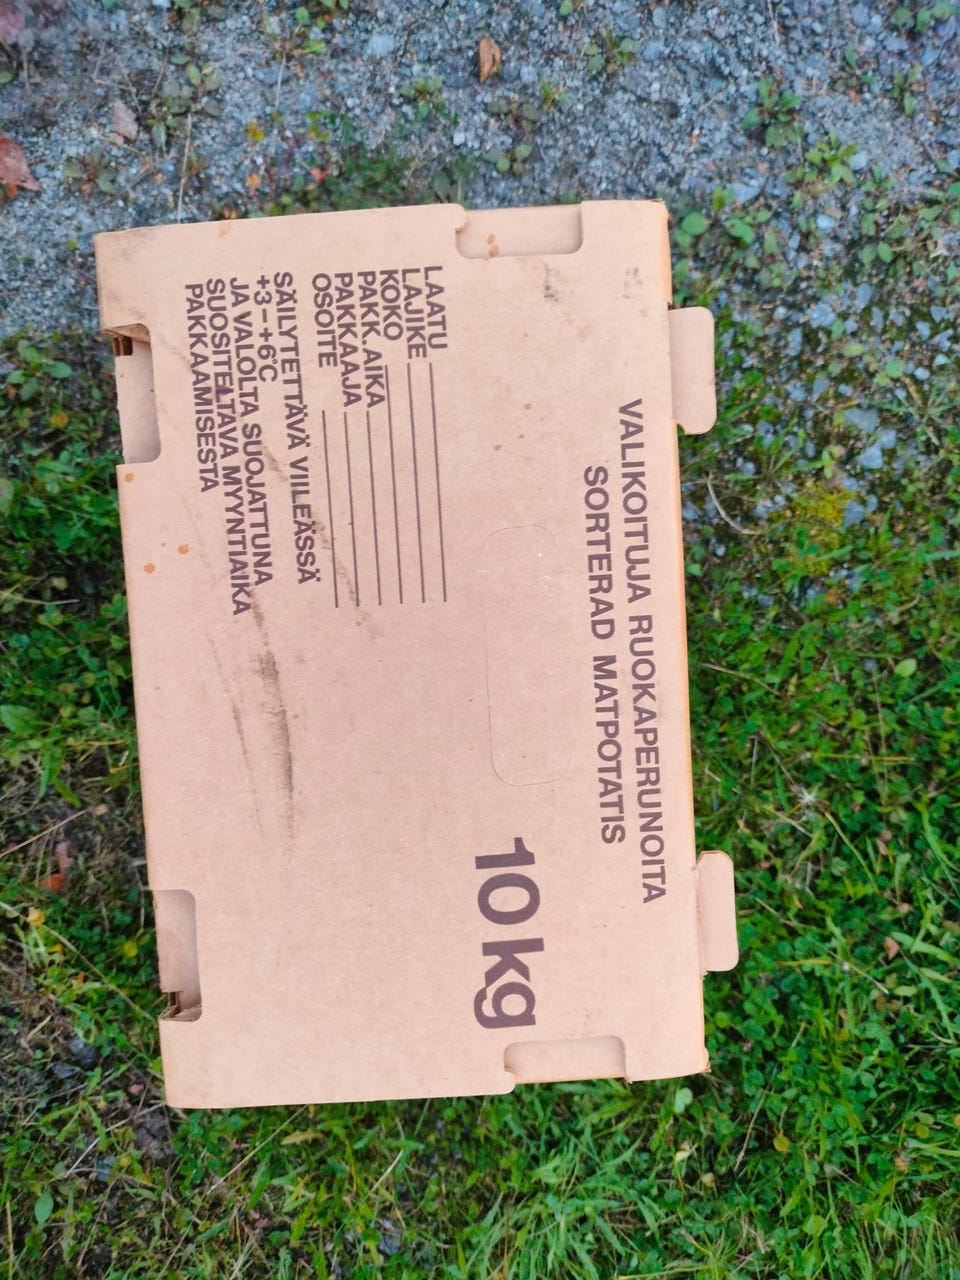 VALIKOITUJA RUOKAPERUNOITA
SORTERAD MATPOTATIS
10 kg
LAATU
LAJIKE
KOKO
PAKK. AIKA
PAKKAAJA
OSOITE
SÄILYTETTÄVÄ VIILEÄSSÄ
+3–+6°C
JA VALOLTA SUOJATTUNA
SUOSITELTAVA MYYNTIAIKA
PAKKAAMISESTA